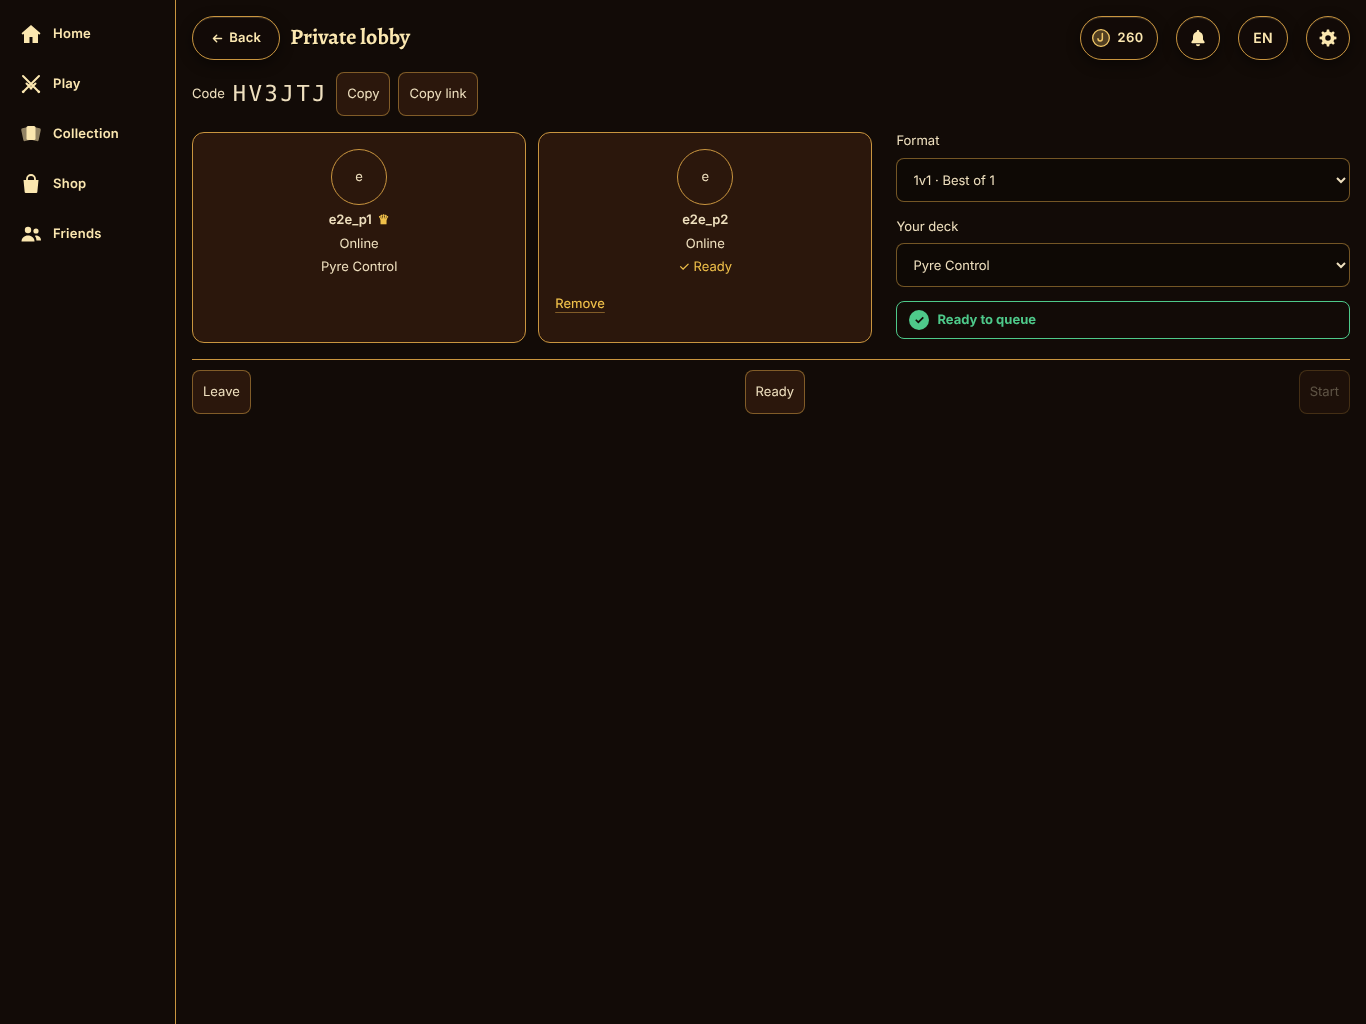 Home
Play
Collection
Shop
Friends
← Back
Private lobby
J 260
EN
Code HV3JTJ Copy Copy link
e
e2e_p1 ♛
Online
Pyre Control
e
e2e_p2
Online
✓ Ready
Remove
Format
1v1 · Best of 1
Your deck
Pyre Control
Ready to queue
Leave
Ready
Start